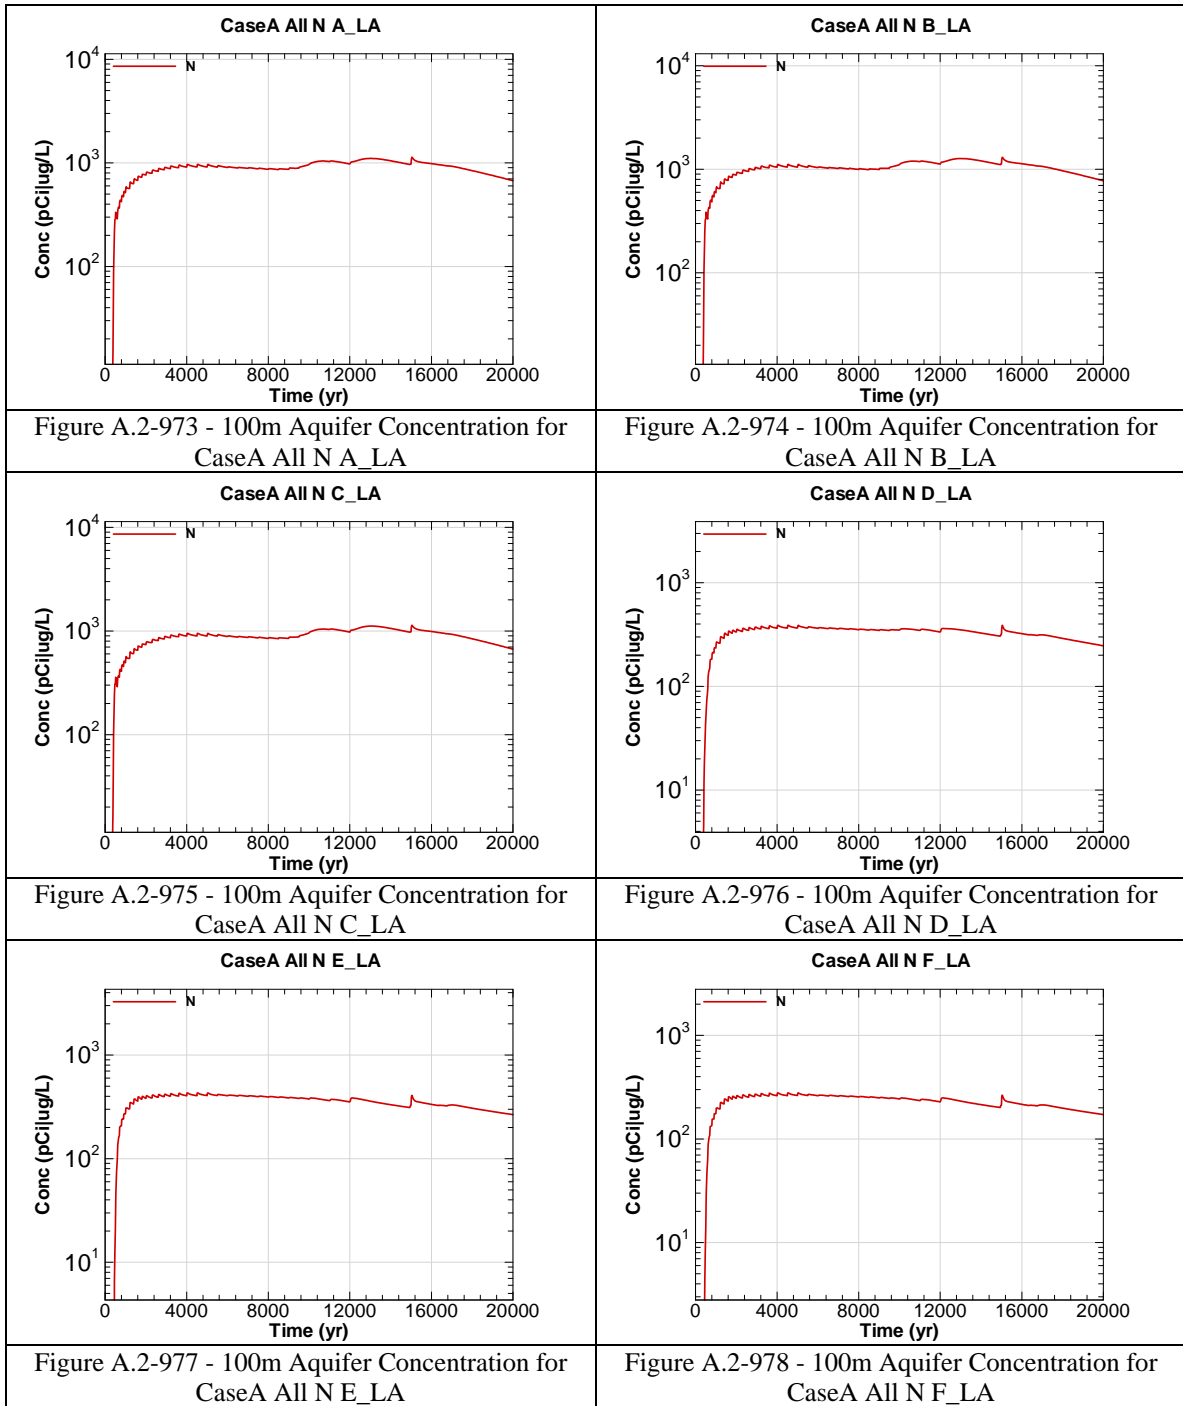 CaseA All N A_LA
N
Conc (pCi|ug/L)
10^4
10^3
10^2
0 4000 8000 12000 16000 20000
Time (yr)
Figure A.2-973 - 100m Aquifer Concentration for
CaseA All N A_LA
CaseA All N B_LA
N
Conc (pCi|ug/L)
10^4
10^3
10^2
0 4000 8000 12000 16000 20000
Time (yr)
Figure A.2-974 - 100m Aquifer Concentration for
CaseA All N B_LA
CaseA All N C_LA
N
Conc (pCi|ug/L)
10^4
10^3
10^2
0 4000 8000 12000 16000 20000
Time (yr)
Figure A.2-975 - 100m Aquifer Concentration for
CaseA All N C_LA
CaseA All N D_LA
N
Conc (pCi|ug/L)
10^3
10^2
10^1
0 4000 8000 12000 16000 20000
Time (yr)
Figure A.2-976 - 100m Aquifer Concentration for
CaseA All N D_LA
CaseA All N E_LA
N
Conc (pCi|ug/L)
10^3
10^2
10^1
0 4000 8000 12000 16000 20000
Time (yr)
Figure A.2-977 - 100m Aquifer Concentration for
CaseA All N E_LA
CaseA All N F_LA
N
Conc (pCi|ug/L)
10^3
10^2
10^1
0 4000 8000 12000 16000 20000
Time (yr)
Figure A.2-978 - 100m Aquifer Concentration for
CaseA All N F_LA